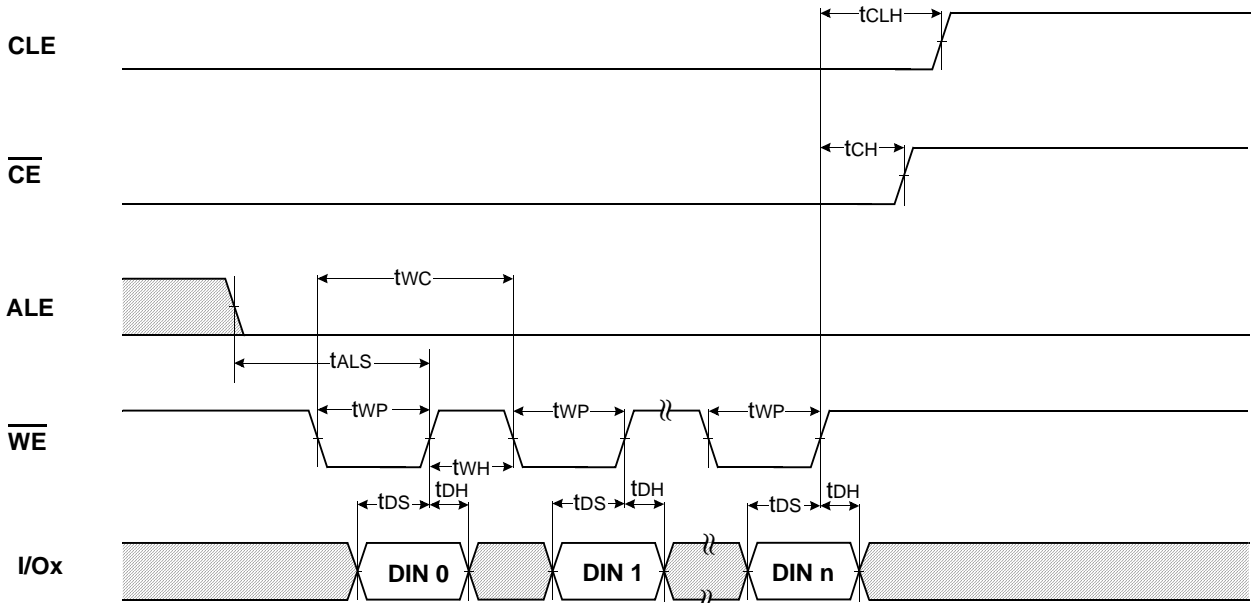 tCLH
CLE
tCH
CE
tWC
ALE
tALS
tWP tWP tWP
WE
tWH
tDS tDH tDS tDH tDS tDH
I/Ox DIN 0 DIN 1 DIN n